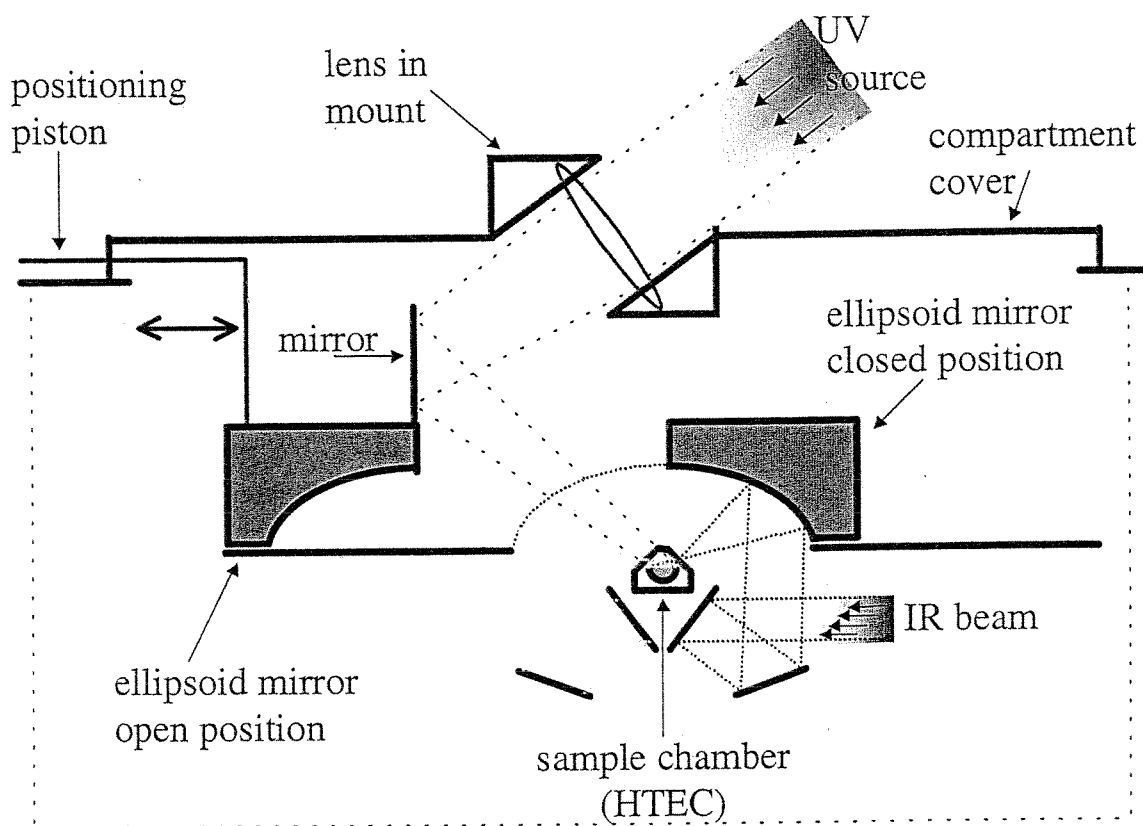 UV
source
lens in
mount
positioning
piston
compartment
cover
mirror
ellipsoid mirror
closed position
IR beam
ellipsoid mirror
open position
sample chamber
(HTEC)